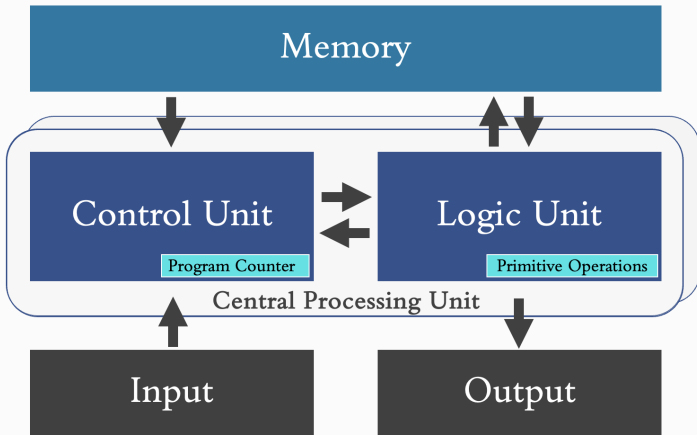 Memory
Control Unit
Logic Unit
Program Counter
Primitive Operations
Central Processing Unit
Input
Output